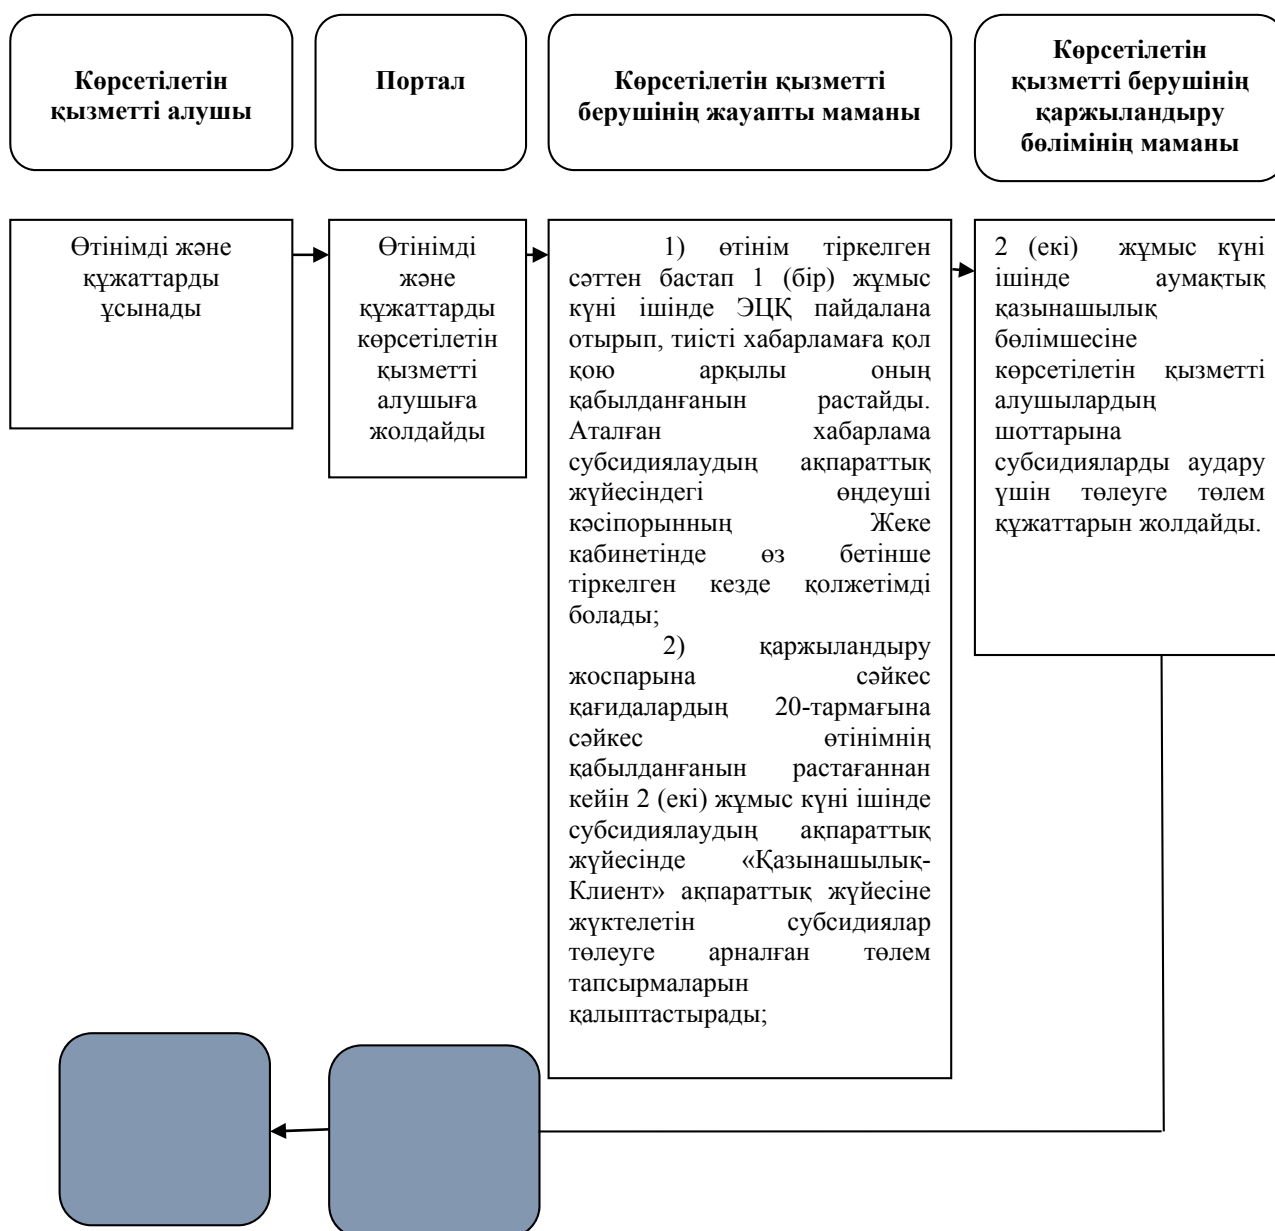 Көрсетілетін
қызметті алушы
Портал
Көрсетілетін қызметті
берушінің жауапты маманы
Көрсетілетін
қызметті берушінің
қаржыландыру
бөлімінің маманы
Өтінімді және
құжаттарды
ұсынады
Өтінімді
және
құжаттарды
көрсетілетін
қызметті
алушыға
жолдайды
1) өтінім тіркелген
сәттен бастап 1 (бір) жұмыс
күні ішінде ЭЦҚ пайдалана
отырып, тиісті хабарламаға қол
қою арқылы оның
қабылданғанын растайды.
Аталған хабарлама
субсидиялаудың ақпараттық
жүйесіндегі өңдеуші
кәсіпорынның Жеке
кабинетінде өз бетінше
тіркелген кезде қолжетімді
болады;
2) қаржыландыру
жоспарына сәйкес
қағидалардың 20-тармағына
сәйкес өтінімнің
қабылданғанын растағаннан
кейін 2 (екі) жұмыс күні ішінде
субсидиялаудың ақпараттық
жүйесінде «Қазынашылық-
Клиент» ақпараттық жүйесіне
жүктелетін субсидиялар
төлеуге арналған төлем
тапсырмаларын
қалыптастырады;
2 (екі) жұмыс күні
ішінде аумақтық
қазынашылық
бөлімшесіне
көрсетілетін қызметті
алушылардың
шоттарына
субсидияларды аудару
үшін төлеуге төлем
құжаттарын жолдайды.